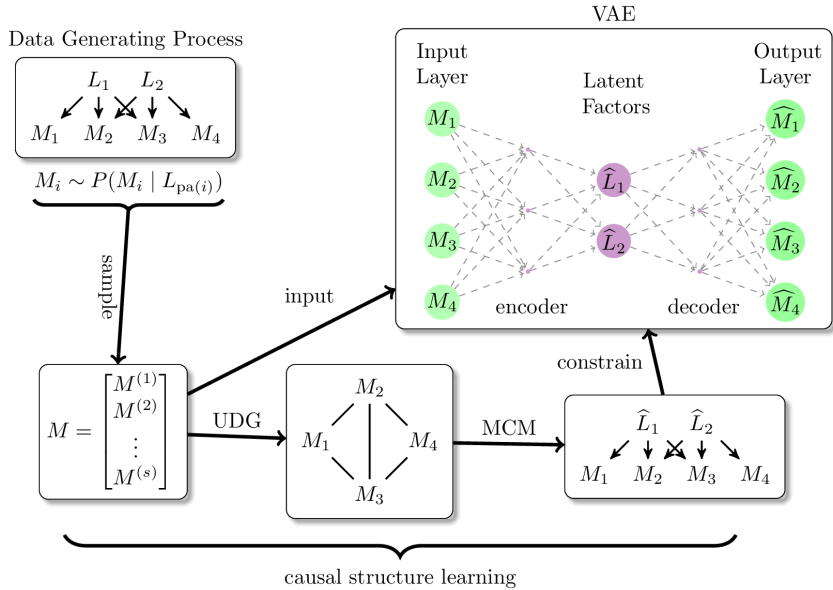 VAE
Data Generating Process
L₁ L₂
M₁ M₂ M₃ M₄
Mᵢ ∼ P(Mᵢ | L_pa(i))
sample
Input
Layer
Latent
Factors
Output
Layer
M₁
M₂
M₃
M₄
L̂₁
L̂₂
M̂₁
M̂₂
M̂₃
M̂₄
encoder
decoder
input
constrain
M = [M⁽¹⁾
M⁽²⁾
⋮
M⁽ˢ⁾]
UDG
M₂
M₁ M₄
M₃
MCM
L̂₁ L̂₂
M₁ M₂ M₃ M₄
causal structure learning